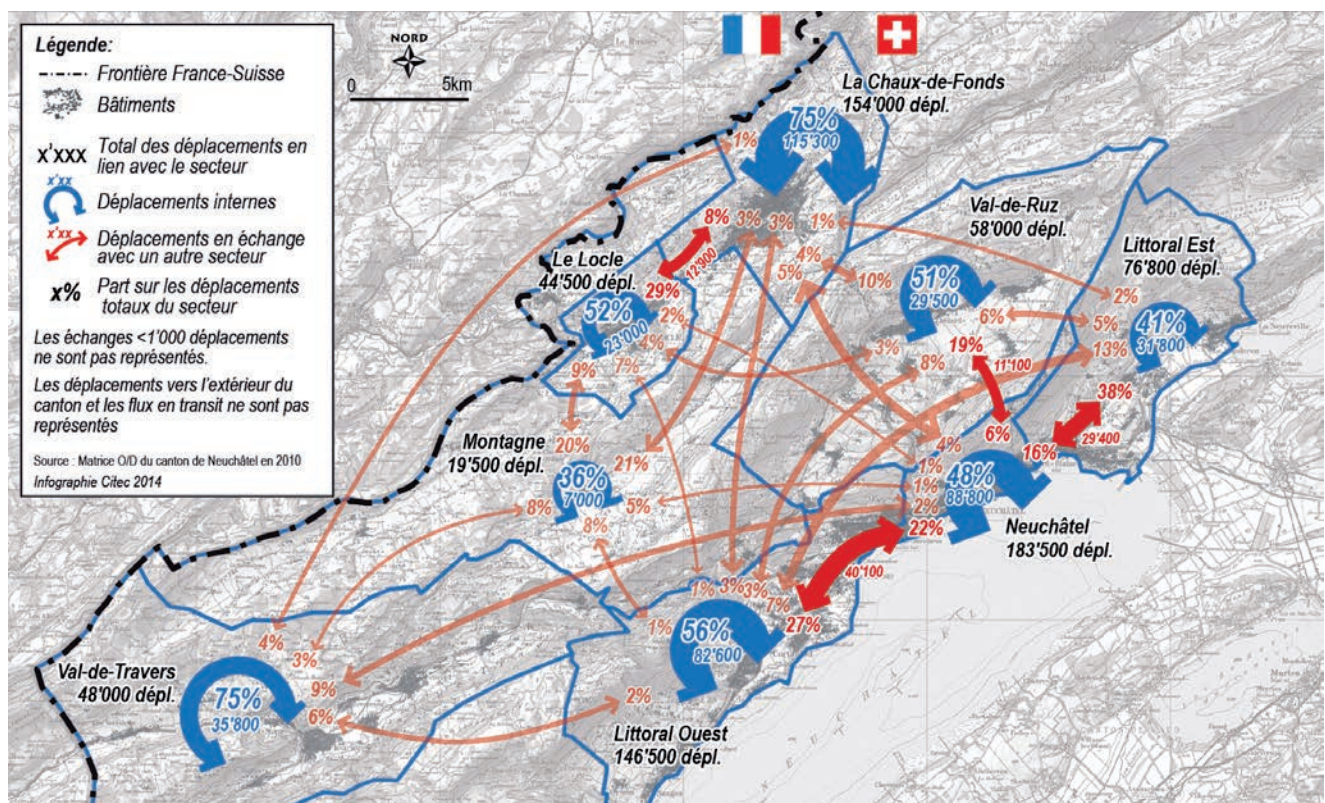 Légende:
Frontière France-Suisse
Bâtiments
x'xxx Total des déplacements en
lien avec le secteur
x'xx
Déplacements internes
x'xx
Déplacements en échange
avec un autre secteur
x% Part sur les déplacements
totaux du secteur
Les échanges <1'000 déplacements
ne sont pas représentés.
Les déplacements vers l'extérieur du
canton et les flux en transit ne sont pas
représentés
Source : Matrice O/D du canton de Neuchâtel en 2010
Infographie Citec 2014
NORD
0 5km
La Chaux-de-Fonds
154'000 dépl.
75%
115'300
1%
8% 3% 3% 1%
4%
5%
10%
12'900
Le Locle
44'500 dépl.
29%
52%
23'000
2%
4%
9% 7%
Val-de-Ruz
58'000 dépl.
51%
29'500
6%
3% 8% 19%
11'100
6%
Littoral Est
76'800 dépl.
2%
5%
13%
41%
31'800
38%
29'400
16%
Montagne
19'500 dépl.
20%
21%
36%
7'000
8% 5%
8%
4%
1%
1%
2%
22%
48%
88'800
Neuchâtel
183'500 dépl.
40'100
1% 3% 3% 7%
27%
1%
56%
82'600
2%
Littoral Ouest
146'500 dépl.
4% 3%
9%
6%
Val-de-Travers
48'000 dépl.
75%
35'800